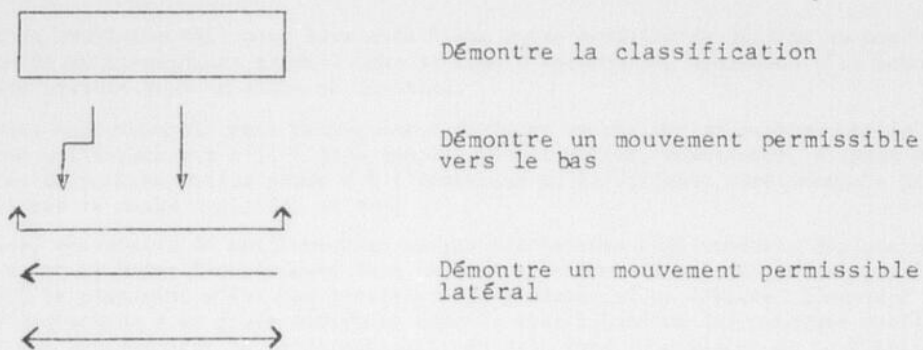 Démontre la classification
Démontre un mouvement permissible
vers le bas
Démontre un mouvement permissible
latéral